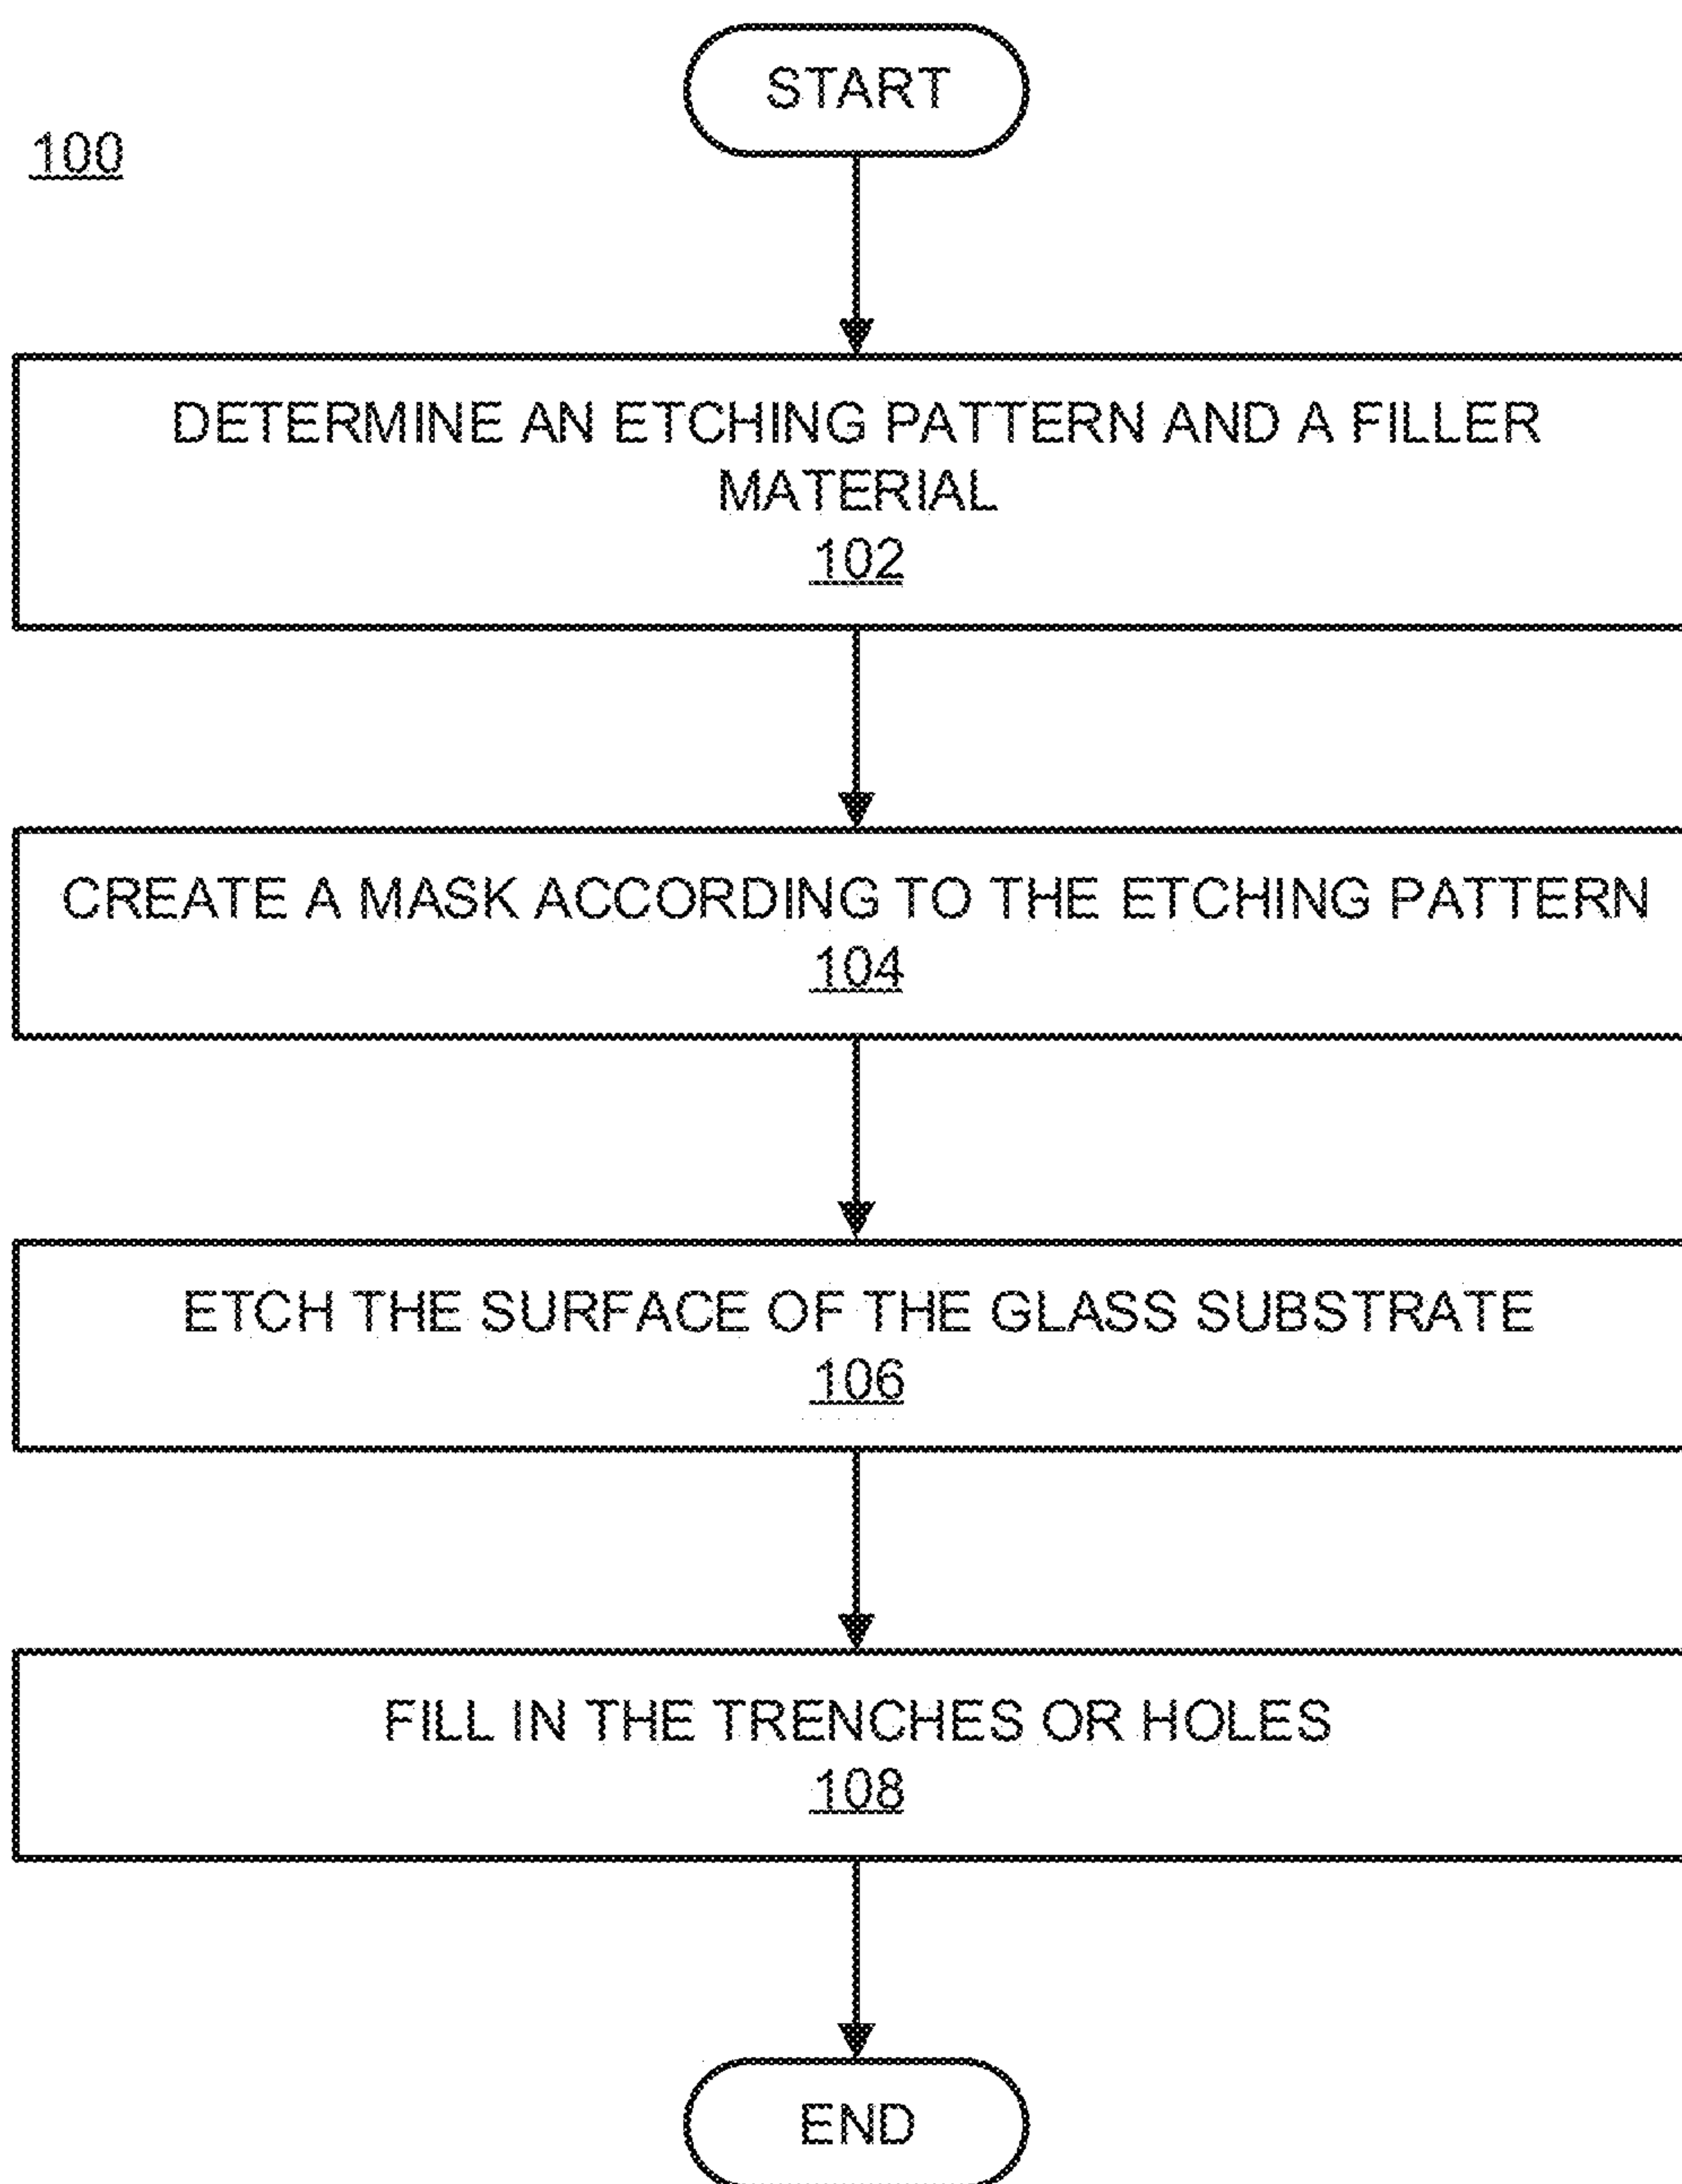 START
100
DETERMINE AN ETCHING PATTERN AND A FILLER
MATERIAL
102
CREATE A MASK ACCORDING TO THE ETCHING PATTERN
104
ETCH THE SURFACE OF THE GLASS SUBSTRATE
106
FILL IN THE TRENCHES OR HOLES
108
END